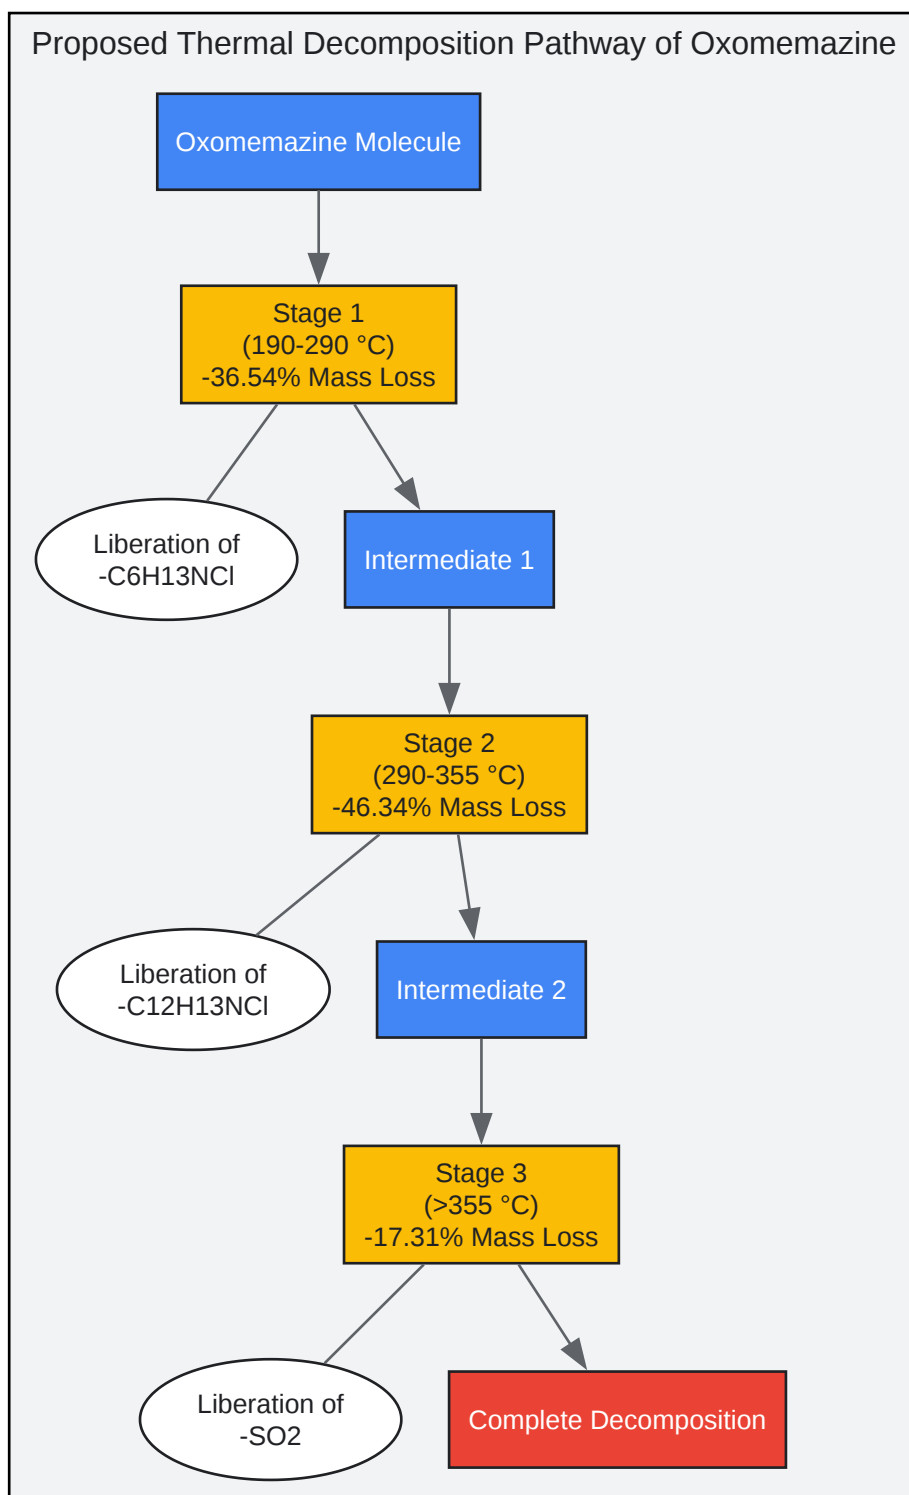 Proposed Thermal Decomposition Pathway of Oxomemazine
Oxomemazine Molecule
Stage 1
(190-290 °C)
-36.54% Mass Loss
Liberation of
-C6H13NCl
Intermediate 1
Stage 2
(290-355 °C)
-46.34% Mass Loss
Liberation of
-C12H13NCl
Intermediate 2
Stage 3
(>355 °C)
-17.31% Mass Loss
Liberation of
-SO2
Complete Decomposition